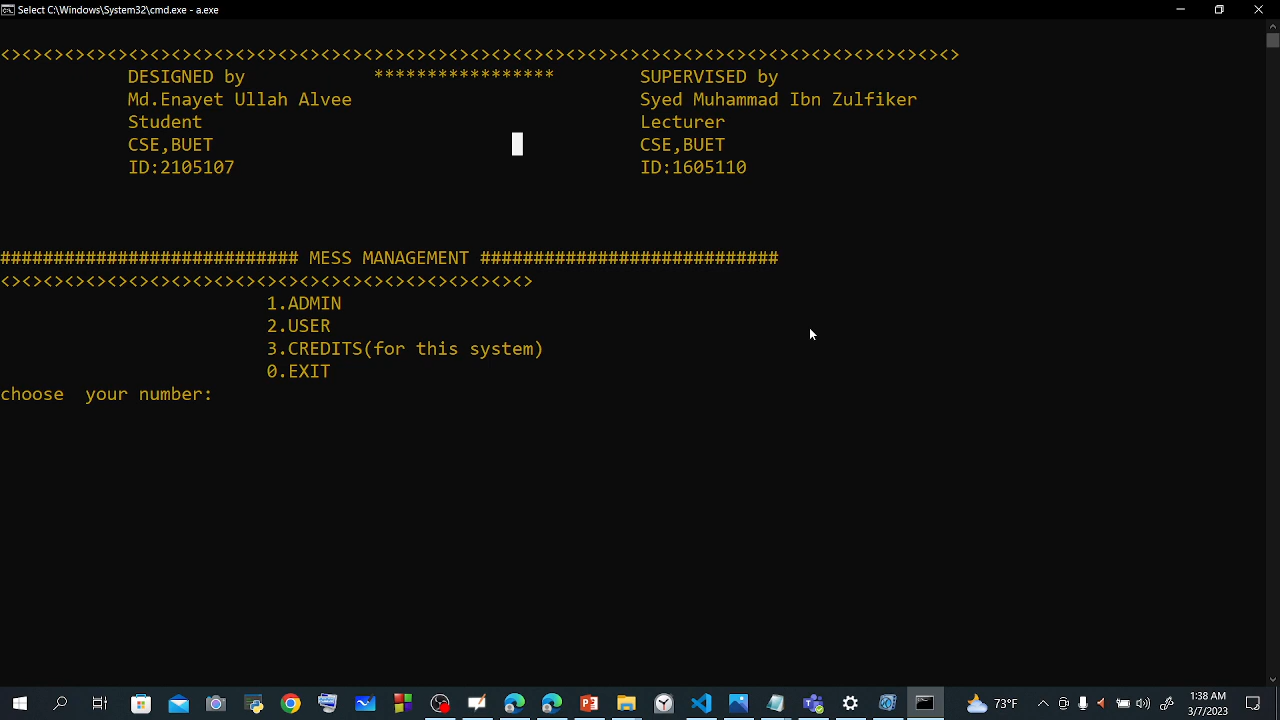 Select C:\Windows\System32\cmd.exe - a.exe
<><><><><><><><><><><><><><><><><><><><><><><><><<><><><>><><><><><><><><><><><><><><><><>
DESIGNED by ***************** SUPERVISED by
Md.Enayet Ullah Alvee Syed Muhammad Ibn Zulfiker
Student Lecturer
CSE,BUET CSE,BUET
ID:2105107 ID:1605110
############################ MESS MANAGEMENT ############################
<><><><><><><><><><><><><><><><><><><><><><><><><>
1.ADMIN
2.USER
3.CREDITS(for this system)
0.EXIT
choose  your number:
73°F
1:38 AM
3/7/2023